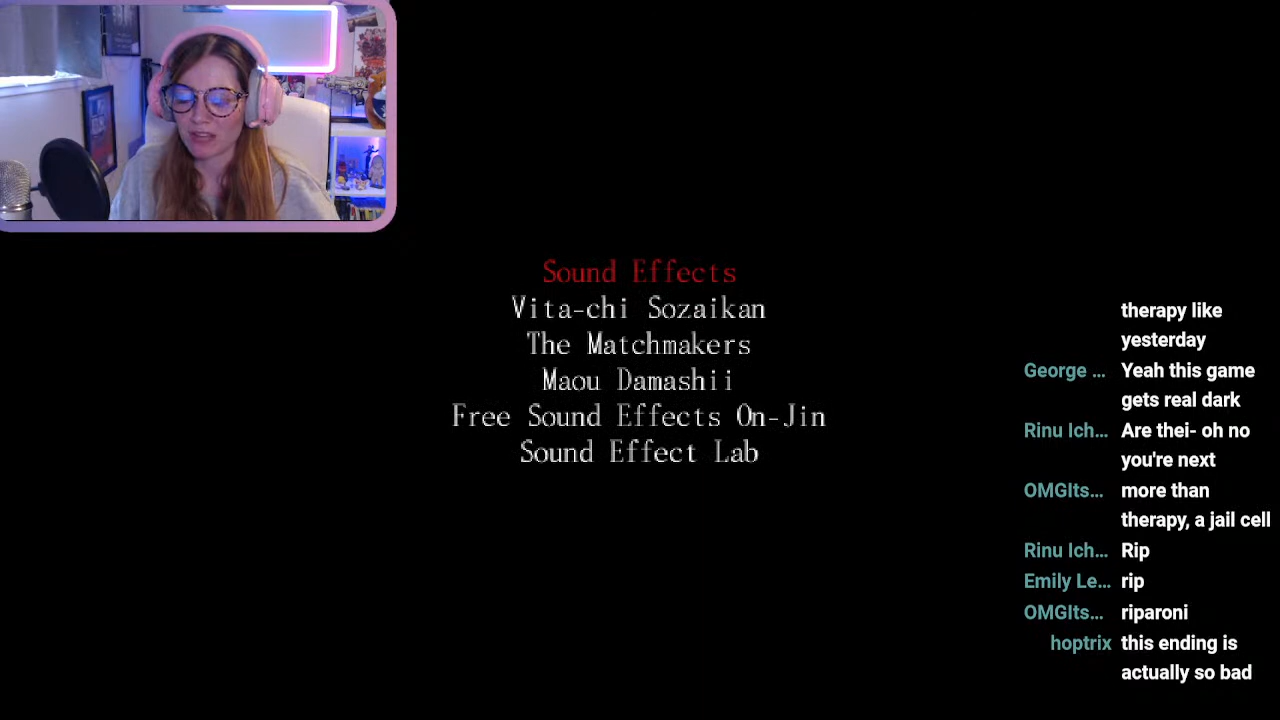 Sound Effects
Vita-chi Sozaikan
The Matchmakers
Maou Damashii
Free Sound Effects On-Jin
Sound Effect Lab
therapy like
yesterday
George ... Yeah this game
gets real dark
Rinu Ich... Are thei- oh no
you're next
OMGIts... more than
therapy, a jail cell
Rinu Ich... Rip
Emily Le... rip
OMGIts... riparoni
hoptrix this ending is
actually so bad